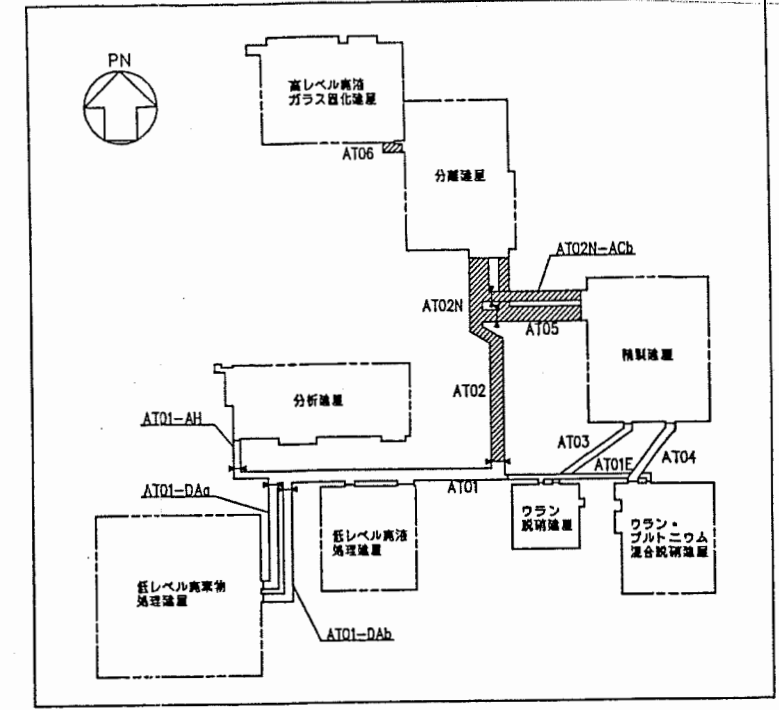 PN
高レベル廃液
ガラス固化建屋
AT06
分離建屋
AT02N-ACb
AT02N
AT05
精製建屋
分析建屋
AT02
AT01-AH
AT03
AT01E
AT04
AT01-DAa
AT01
低レベル廃液
処理建屋
ウラン
脱硝建屋
ウラン・
プルトニウム
混合脱硝建屋
低レベル廃棄物
処理建屋
AT01-DAb